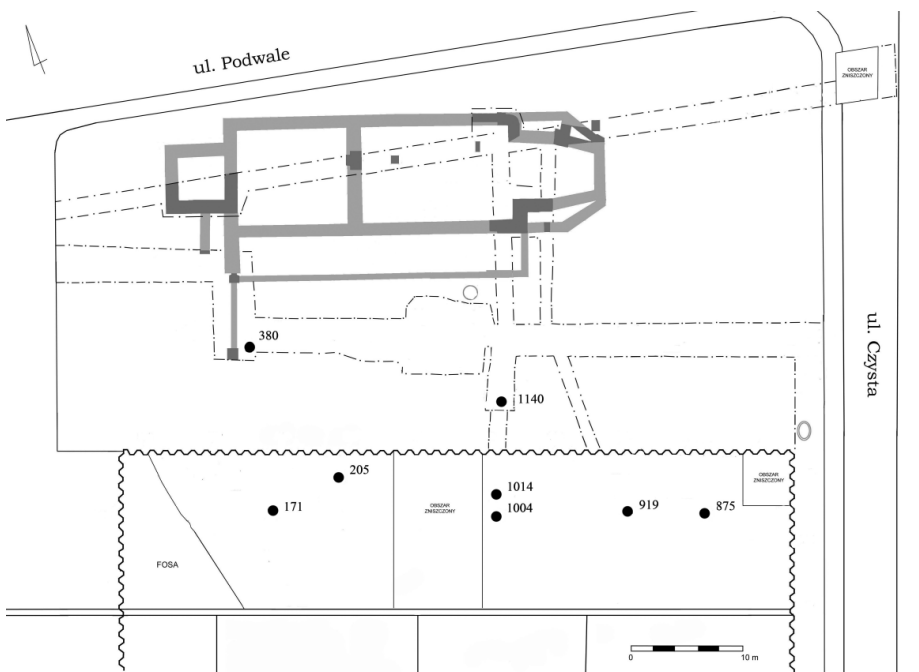 ul. Podwale
OBSZAR
ZNISZCZONY
380
ul. Czysta
1140
205
171
OBSZAR
ZNISZCZONY
1014
1004
919
875
OBSZAR
ZNISZCZONY
FOSA
0
10 m